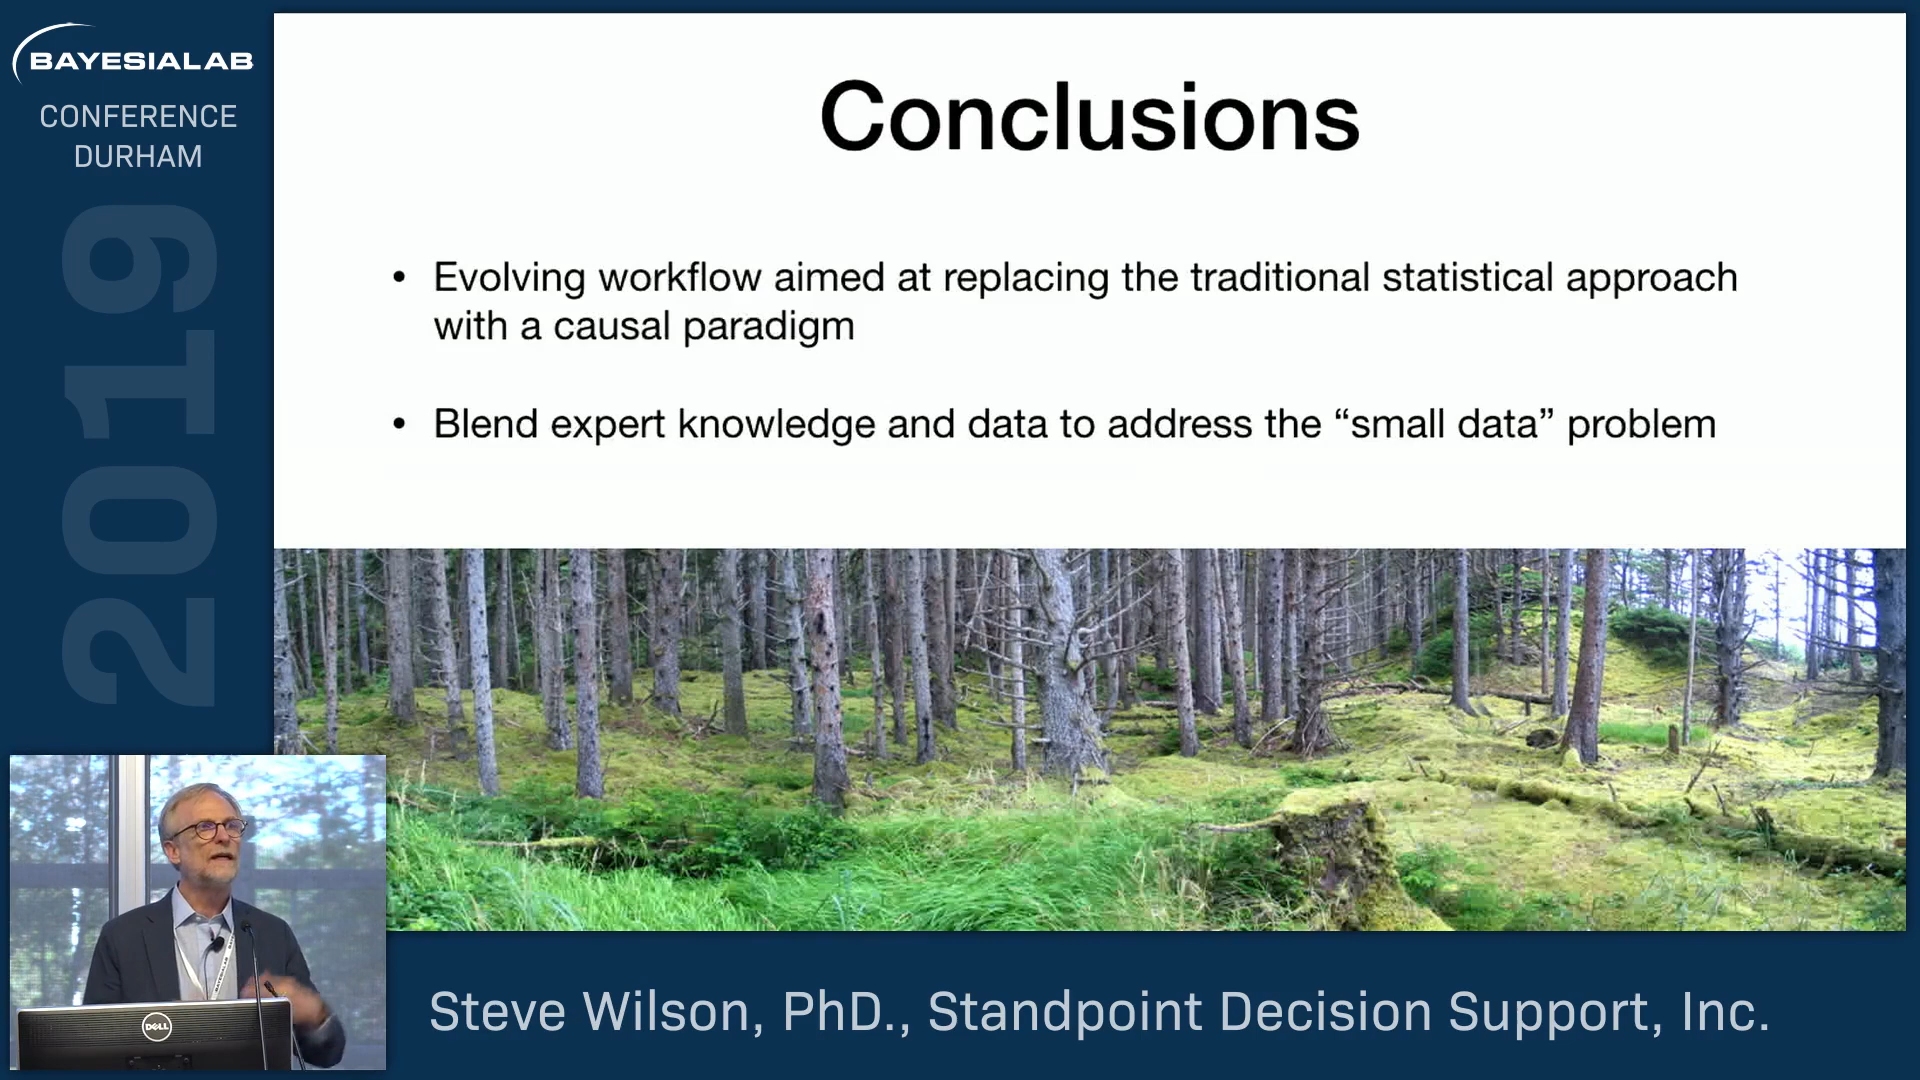 BAYESIALAB
CONFERENCE
DURHAM
2019
Conclusions
• Evolving workflow aimed at replacing the traditional statistical approach
with a causal paradigm
• Blend expert knowledge and data to address the “small data” problem
DELL
Steve Wilson, PhD., Standpoint Decision Support, Inc.